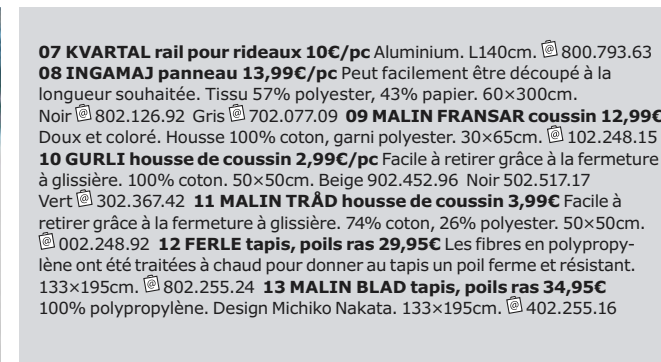 07 KVARTAL rail pour rideaux 10€/pc Aluminium. L140cm. @ 800.793.63
08 INGAMAJ panneau 13,99€/pc Peut facilement être découpé à la
longueur souhaitée. Tissu 57% polyester, 43% papier. 60×300cm.
Noir @ 802.126.92 Gris @ 702.077.09 09 MALIN FRANSAR coussin 12,99€
Doux et coloré. Housse 100% coton, garni polyester. 30×65cm. @ 102.248.15
10 GURLI housse de coussin 2,99€/pc Facile à retirer grâce à la fermeture
à glissière. 100% coton. 50×50cm. Beige 902.452.96 Noir 502.517.17
Vert @ 302.367.42 11 MALIN TRÅD housse de coussin 3,99€ Facile à
retirer grâce à la fermeture à glissière. 74% coton, 26% polyester. 50×50cm.
@ 002.248.92 12 FERLE tapis, poils ras 29,95€ Les fibres en polypropy-
lène ont été traitées à chaud pour donner au tapis un poil ferme et résistant.
133×195cm. @ 802.255.24 13 MALIN BLAD tapis, poils ras 34,95€
100% polypropylène. Design Michiko Nakata. 133×195cm. @ 402.255.16